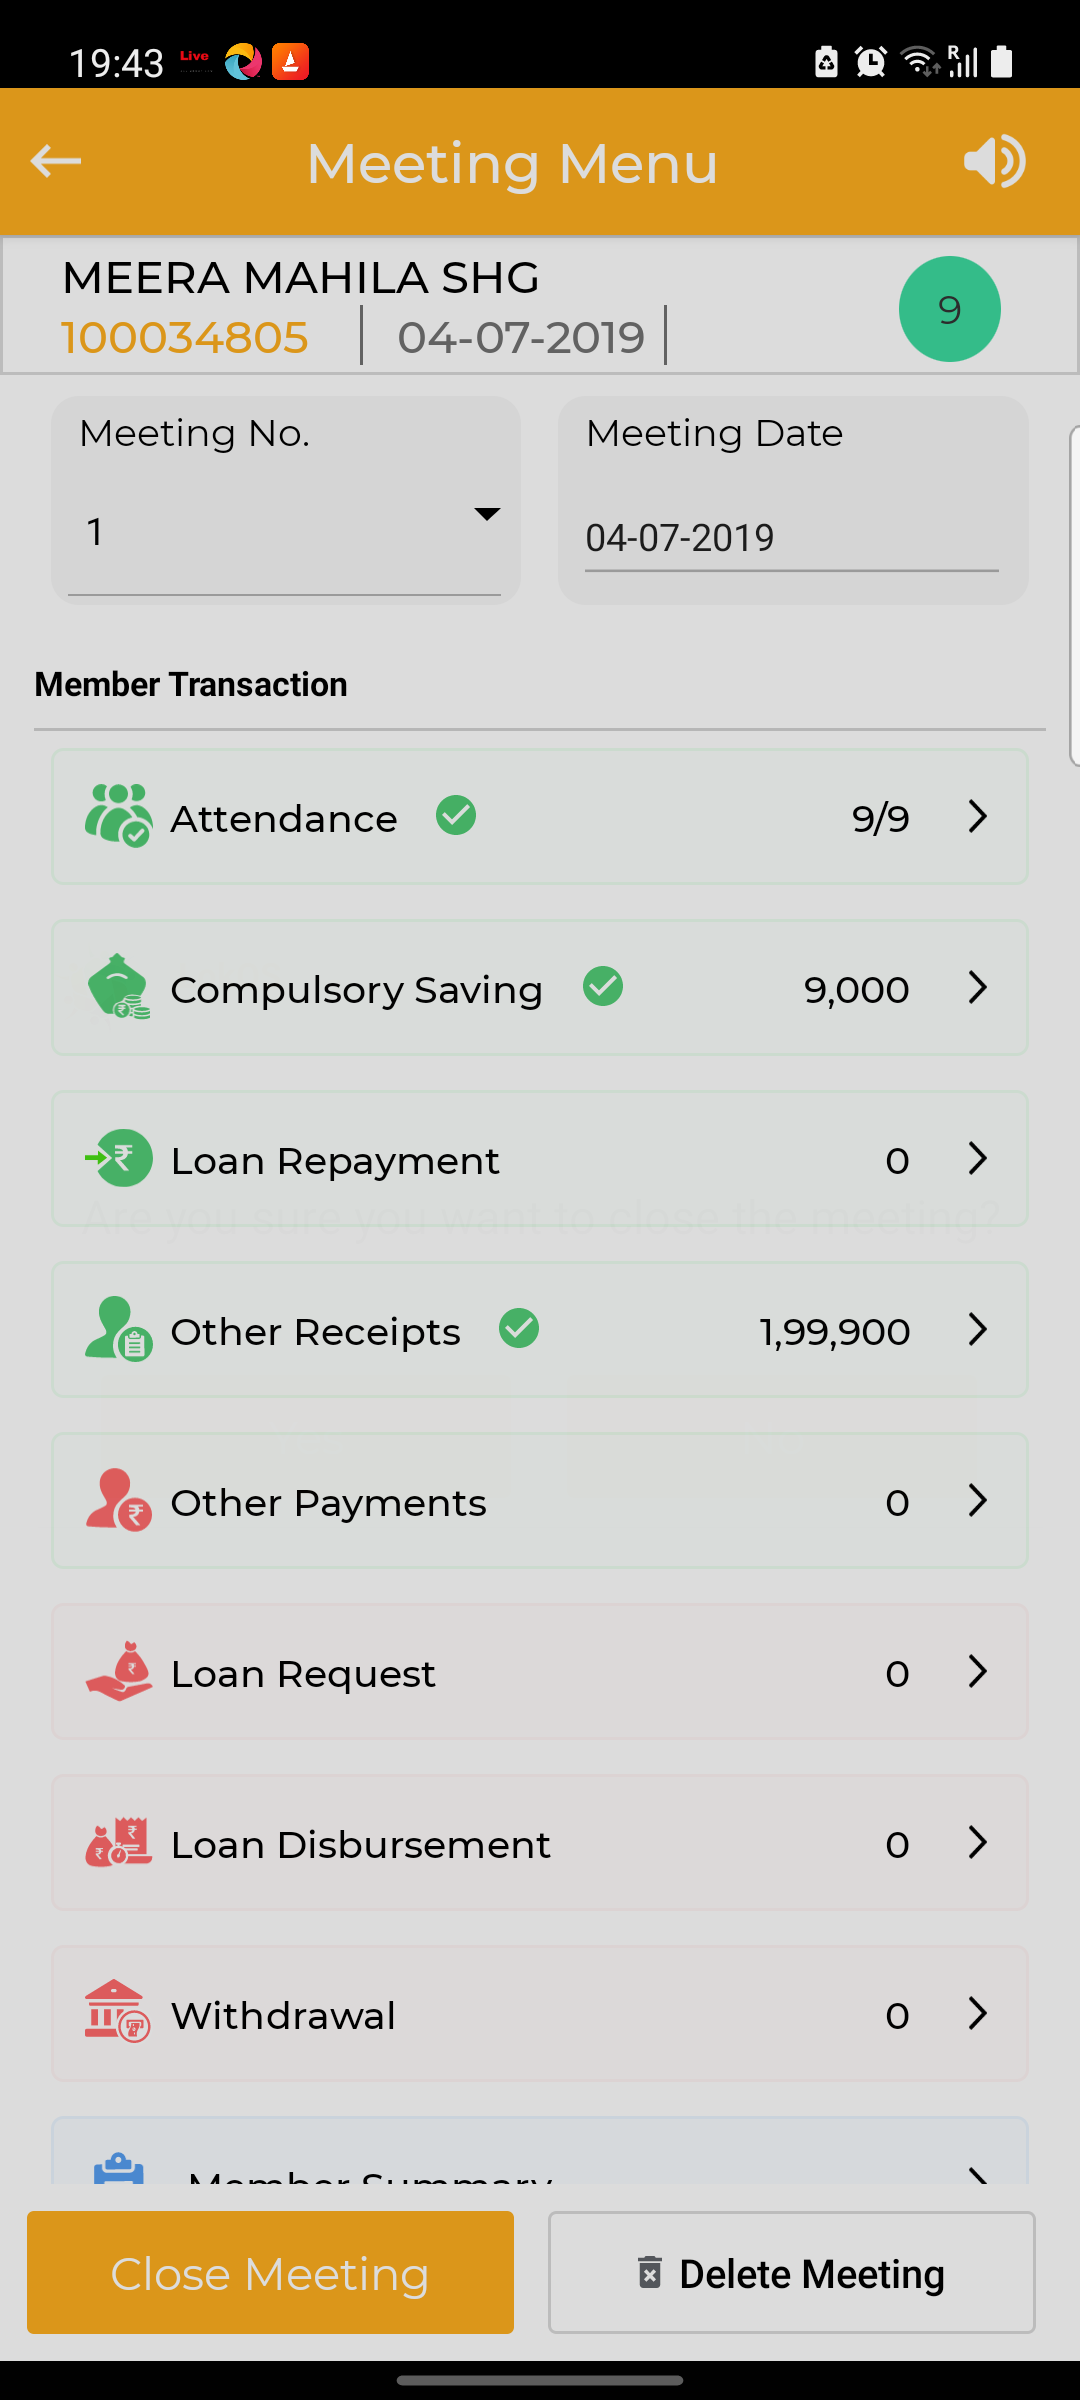 19:43
Live
R
Meeting Menu
MEERA MAHILA SHG
100034805
04-07-2019
9
Meeting No.
Meeting Date
1
04-07-2019
Member Transaction
Attendance
9/9
Compulsory Saving
9,000
Loan Repayment
0
Are you sure you want to close the meeting?
Other Receipts
1,99,900
Other Payments
0
Loan Request
0
Loan Disbursement
0
Withdrawal
0
Member Summary
Close Meeting
Delete Meeting